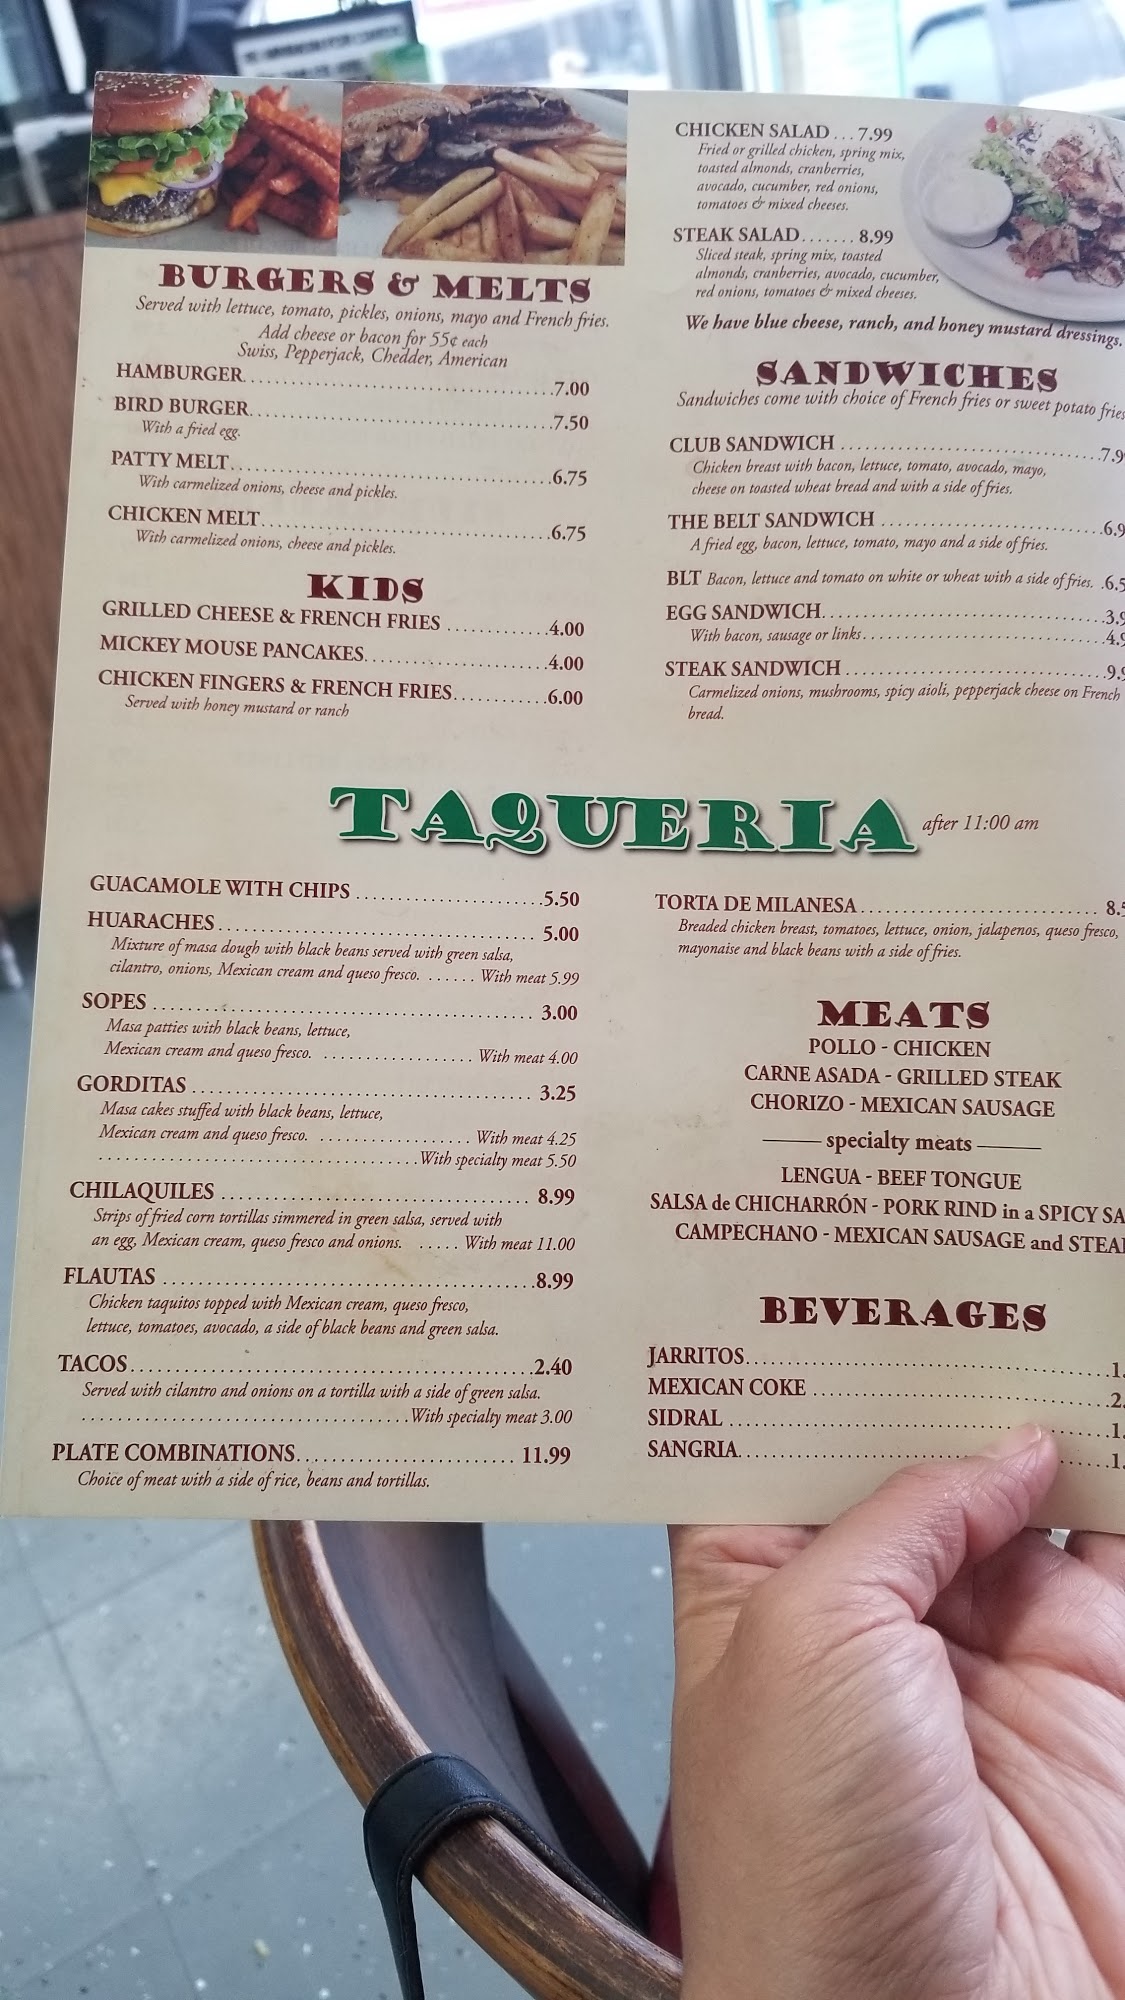 BURGERS & MELTS
Served with lettuce, tomato, pickles, onions, mayo and French fries.
Add cheese or bacon for 55¢ each
Swiss, Pepperjack, Chedder, American
HAMBURGER...........................7.00
BIRD BURGER...........................7.50
With a fried egg.
PATTY MELT...........................6.75
With carmelized onions, cheese and pickles.
CHICKEN MELT...........................6.75
With carmelized onions, cheese and pickles.
KIDS
GRILLED CHEESE & FRENCH FRIES ............4.00
MICKEY MOUSE PANCAKES.....................4.00
CHICKEN FINGERS & FRENCH FRIES...........6.00
Served with honey mustard or ranch
CHICKEN SALAD ...7.99
Fried or grilled chicken, spring mix,
toasted almonds, cranberries,
avocado, cucumber, red onions,
tomatoes & mixed cheeses.
STEAK SALAD.......8.99
Sliced steak, spring mix, toasted
almonds, cranberries, avocado, cucumber,
red onions, tomatoes & mixed cheeses.
We have blue cheese, ranch, and honey mustard dressings.
SANDWICHES
Sandwiches come with choice of French fries or sweet potato fries
CLUB SANDWICH ...........................7.9
Chicken breast with bacon, lettuce, tomato, avocado, mayo,
cheese on toasted wheat bread and with a side of fries.
THE BELT SANDWICH .......................6.9
A fried egg, bacon, lettuce, tomato, mayo and a side of fries.
BLT Bacon, lettuce and tomato on white or wheat with a side of fries. .6.5
EGG SANDWICH...........................3.9
With bacon, sausage or links...........................4.9
STEAK SANDWICH ...........................9.9
Carmelized onions, mushrooms, spicy aioli, pepperjack cheese on French
bread.
TAQUERIA after 11:00 am
GUACAMOLE WITH CHIPS ......................5.50
HUARACHES................................... 5.00
Mixture of masa dough with black beans served with green salsa,
cilantro, onions, Mexican cream and queso fresco. ...... With meat 5.99
SOPES .......................................... 3.00
Masa patties with black beans, lettuce,
Mexican cream and queso fresco. .................. With meat 4.00
GORDITAS ..................................... 3.25
Masa cakes stuffed with black beans, lettuce,
Mexican cream and queso fresco. .................. With meat 4.25
......................................With specialty meat 5.50
CHILAQUILES .................................. 8.99
Strips of fried corn tortillas simmered in green salsa, served with
an egg, Mexican cream, queso fresco and onions. ..... With meat 11.00
FLAUTAS .........................................8.99
Chicken taquitos topped with Mexican cream, queso fresco,
lettuce, tomatoes, avocado, a side of black beans and green salsa.
TACOS............................................2.40
Served with cilantro and onions on a tortilla with a side of green salsa.
.......................................With specialty meat 3.00
PLATE COMBINATIONS......................... 11.99
Choice of meat with a side of rice, beans and tortillas.
TORTA DE MILANESA............................ 8.5
Breaded chicken breast, tomatoes, lettuce, onion, jalapenos, queso fresco,
mayonaise and black beans with a side of fries.
MEATS
POLLO - CHICKEN
CARNE ASADA - GRILLED STEAK
CHORIZO - MEXICAN SAUSAGE
specialty meats
LENGUA - BEEF TONGUE
SALSA de CHICHARRÓN - PORK RIND in a SPICY SA
CAMPECHANO - MEXICAN SAUSAGE and STEA
BEVERAGES
JARRITOS...........................................1.
MEXICAN COKE ...................................2.
SIDRAL ............................................1.
SANGRIA...........................................1.